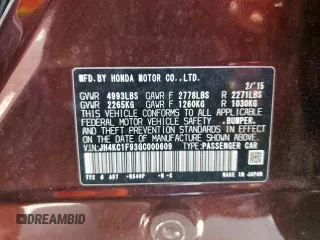 MFD.BY HONDA MOTOR CO.,LTD. 2/'15
GVWR 4993LBS GAWR F 2778LBS R 2271LBS
GVWR 2265KG GAWR F 1260KG R 1030KG
THIS VEHICLE CONFORMS TO ALL APPLICABLE
FEDERAL MOTOR VEHICLE SAFETY, BUMPER,
AND THEFT PREVENTION STANDARDS IN EFFECT
ON THE DATE OF MANUFACTURE SHOWN ABOVE.
V.I.N:JH4KC1F93GC000609 TYPE:PASSENGER CAR
TY2 A07 MADE IN JAPAN
DREAMBID